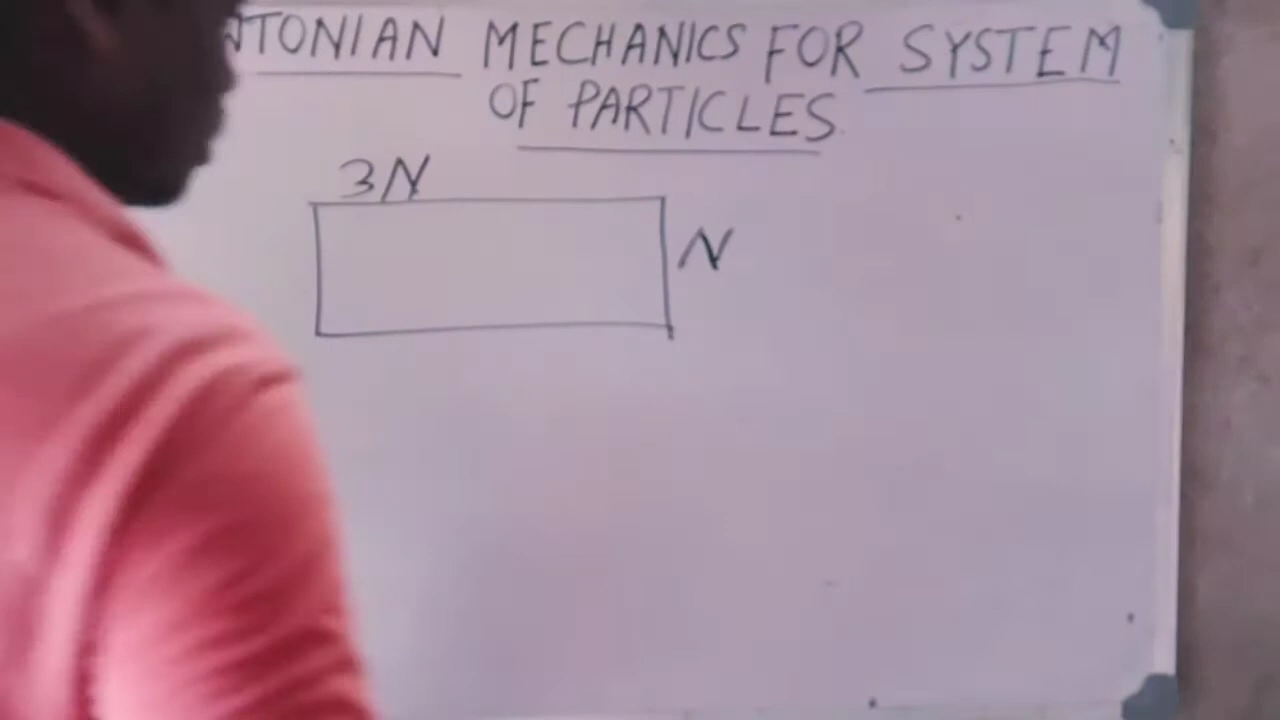 TONIAN MECHANICS FOR SYSTEM
OF PARTICLES
3N
N